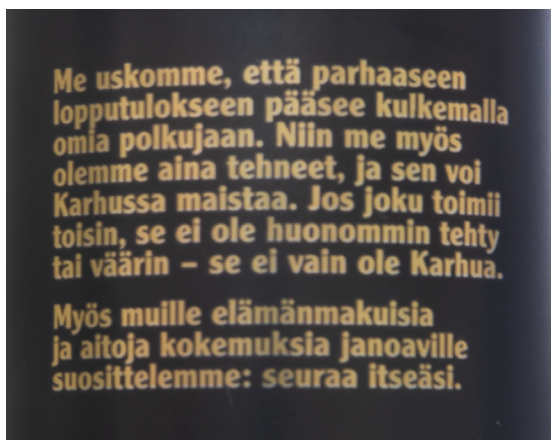 Me uskomme, että parhaaseen
lopputulokseen pääsee kulkemalla
omia polkujaan. Niin me myös
olemme aina tehneet, ja sen voi
Karhussa maistaa. Jos joku toimii
toisin, se ei ole huonommin tehty
tai väärin – se ei vain ole Karhua.
Myös muille elämänmakuisia
ja aitoja kokemuksia janoaville
suosittelemme: seuraa itseäsi.